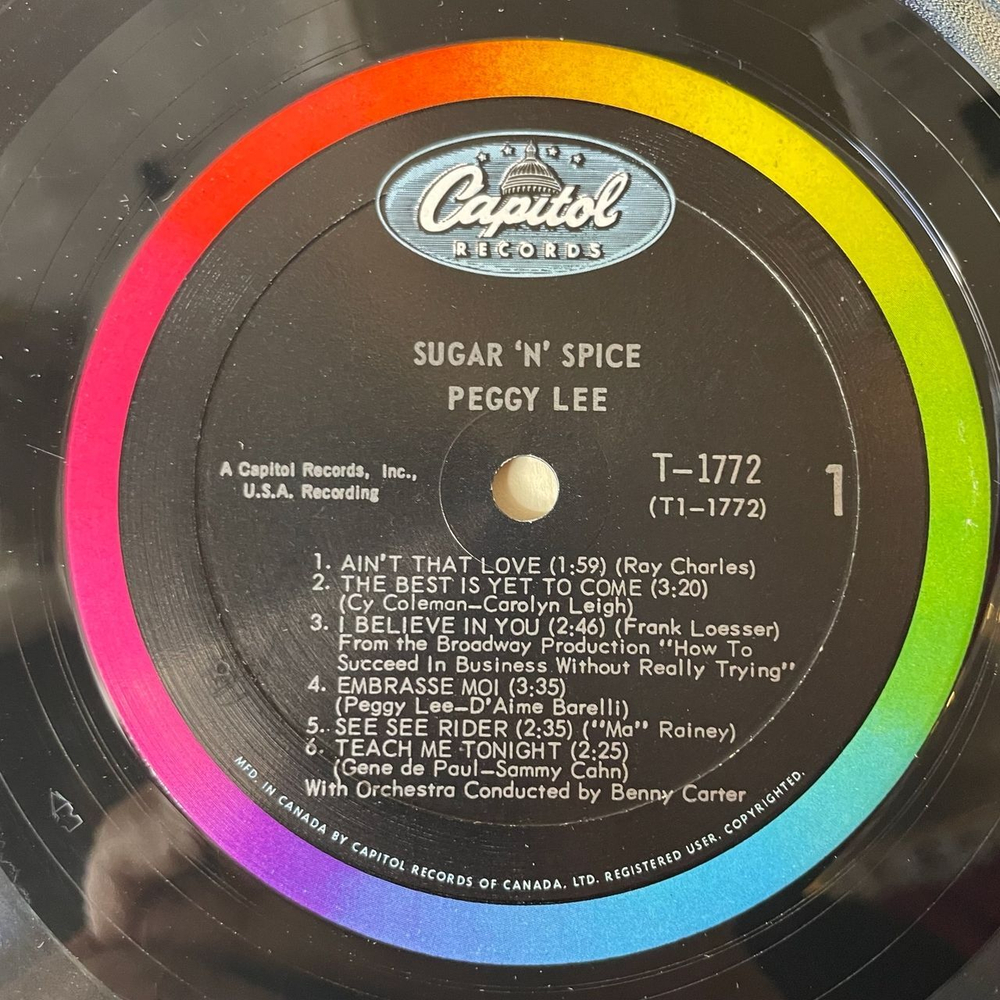 Capitol
RECORDS
SUGAR ‘N’ SPICE
PEGGY LEE
A Capitol Records, Inc.,
U.S.A. Recording
T–1772
(T1–1772)
1
1. AIN'T THAT LOVE (1:59) (Ray Charles)
2. THE BEST IS YET TO COME (3:20)
(Cy Coleman–Carolyn Leigh)
3. I BELIEVE IN YOU (2:46) (Frank Loesser)
From the Broadway Production "How To
Succeed In Business Without Really Trying"
4. EMBRASSE MOI (3:35)
(Peggy Lee–D'Aime Barelli)
5. SEE SEE RIDER (2:35) ("Ma" Rainey)
6. TEACH ME TONIGHT (2:25)
(Gene de Paul–Sammy Cahn)
With Orchestra Conducted by Benny Carter
MFD. IN CANADA BY CAPITOL RECORDS OF CANADA, LTD. REGISTERED USER. COPYRIGHTED.